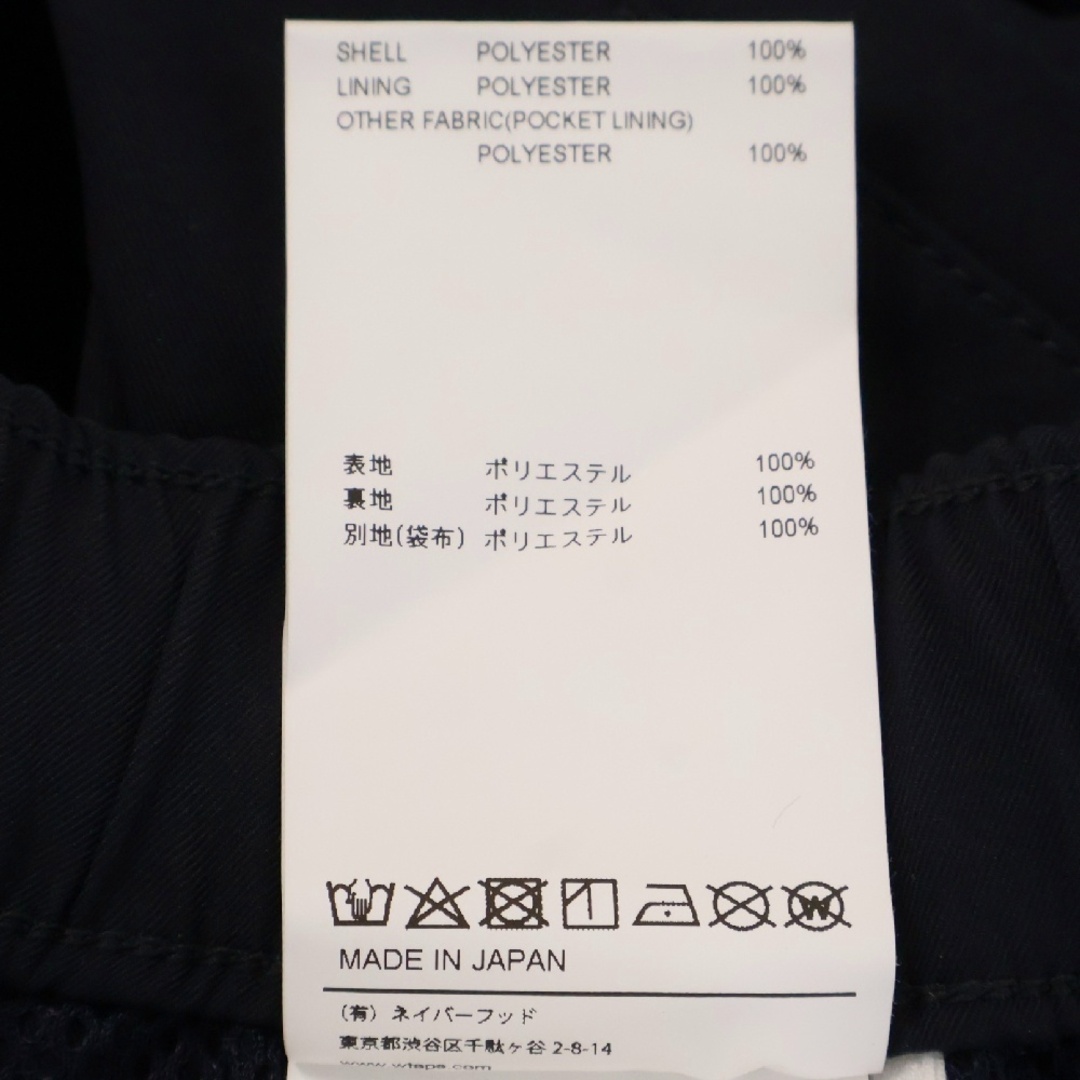 SHELL POLYESTER 100%
LINING POLYESTER 100%
OTHER FABRIC(POCKET LINING)
POLYESTER 100%
表地 ポリエステル 100%
裏地 ポリエステル 100%
別地(袋布) ポリエステル 100%
W
MADE IN JAPAN
(有) ネイバーフッド
東京都渋谷区千駄ヶ谷 2-8-14
www.wtaps.com